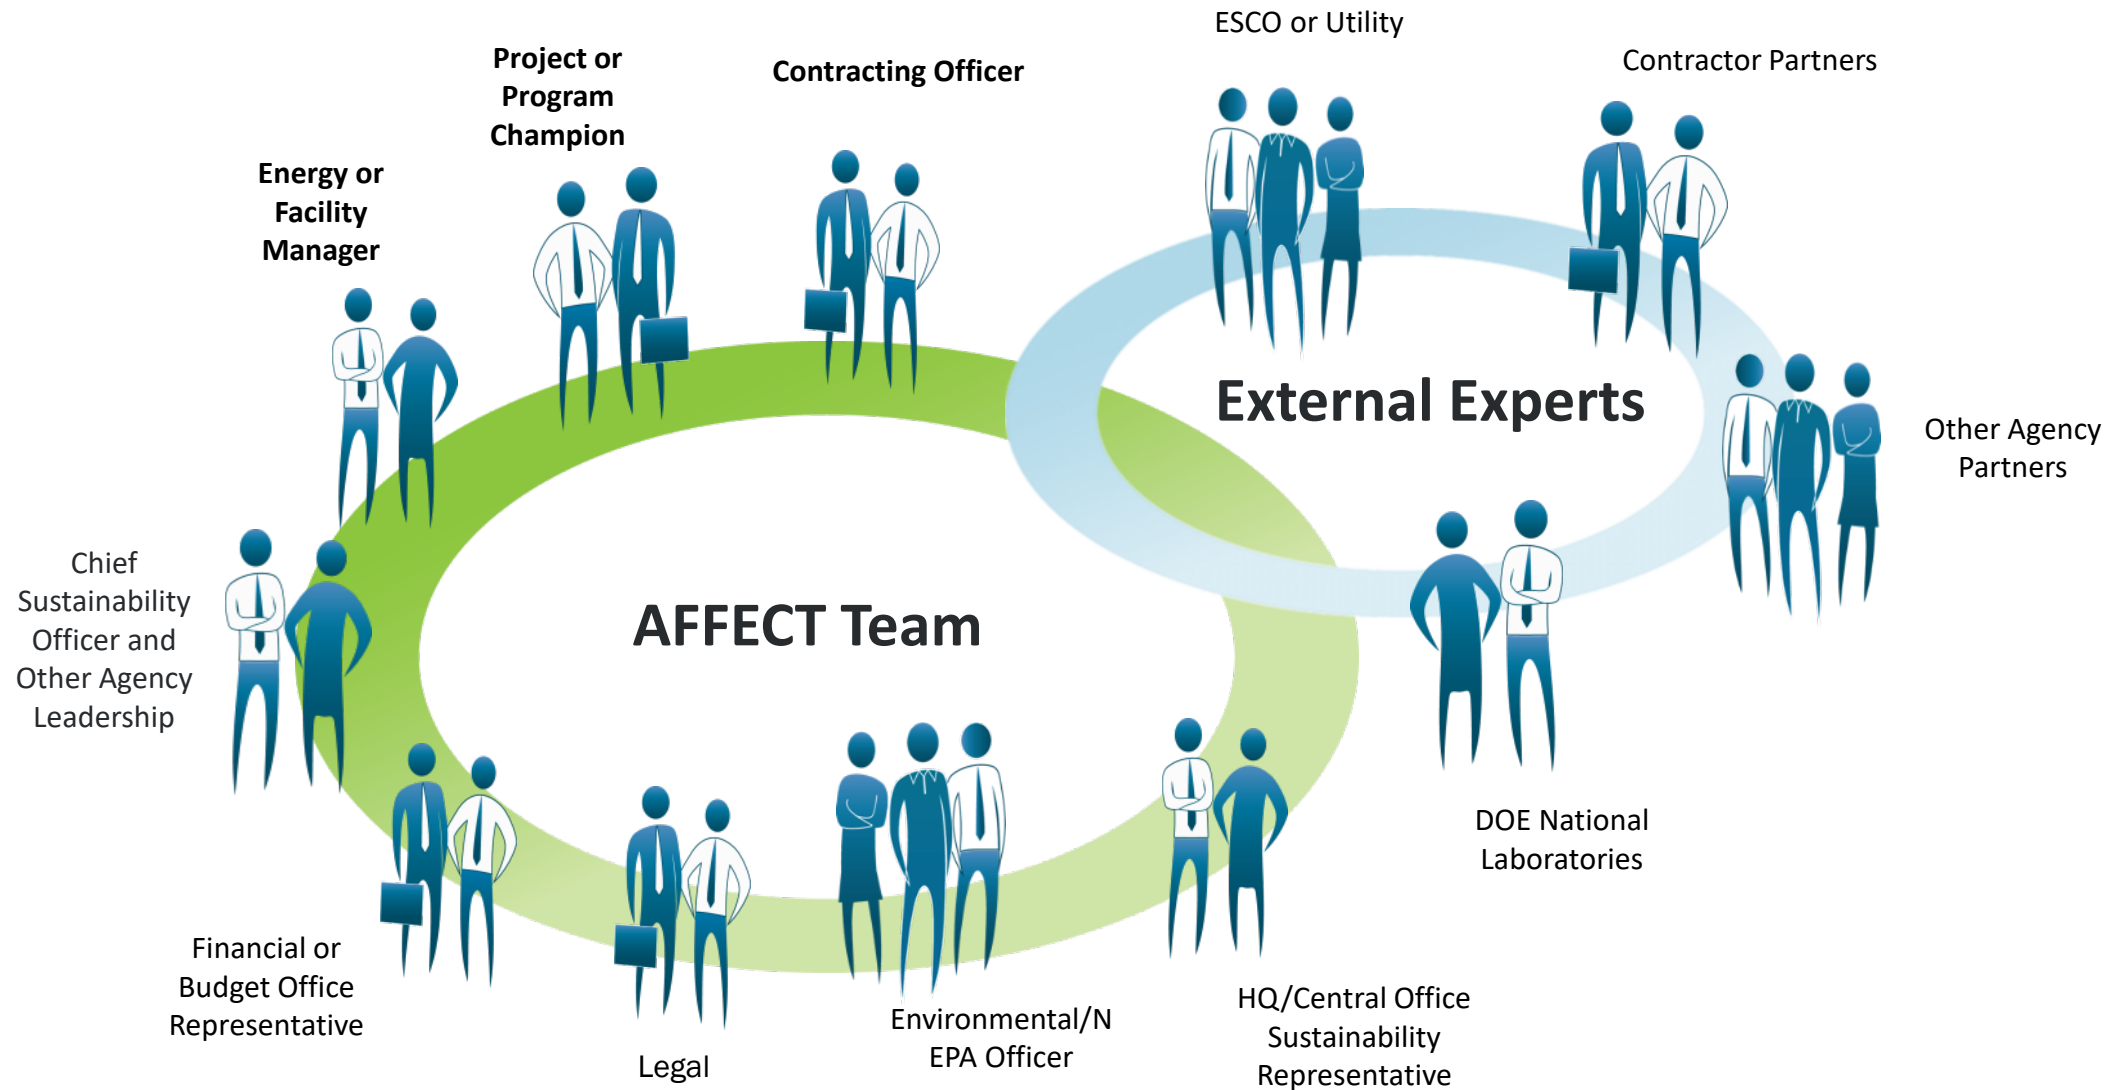 ESCO or Utility
Contractor Partners
Project or
Program
Champion
Contracting Officer
Energy or
Facility
Manager
External Experts
Other Agency
Partners
Chief
Sustainability
Officer and
Other Agency
Leadership
AFFECT Team
DOE National
Laboratories
Financial or
Budget Office
Representative
Legal
Environmental/N
EPA Officer
HQ/Central Office
Sustainability
Representative